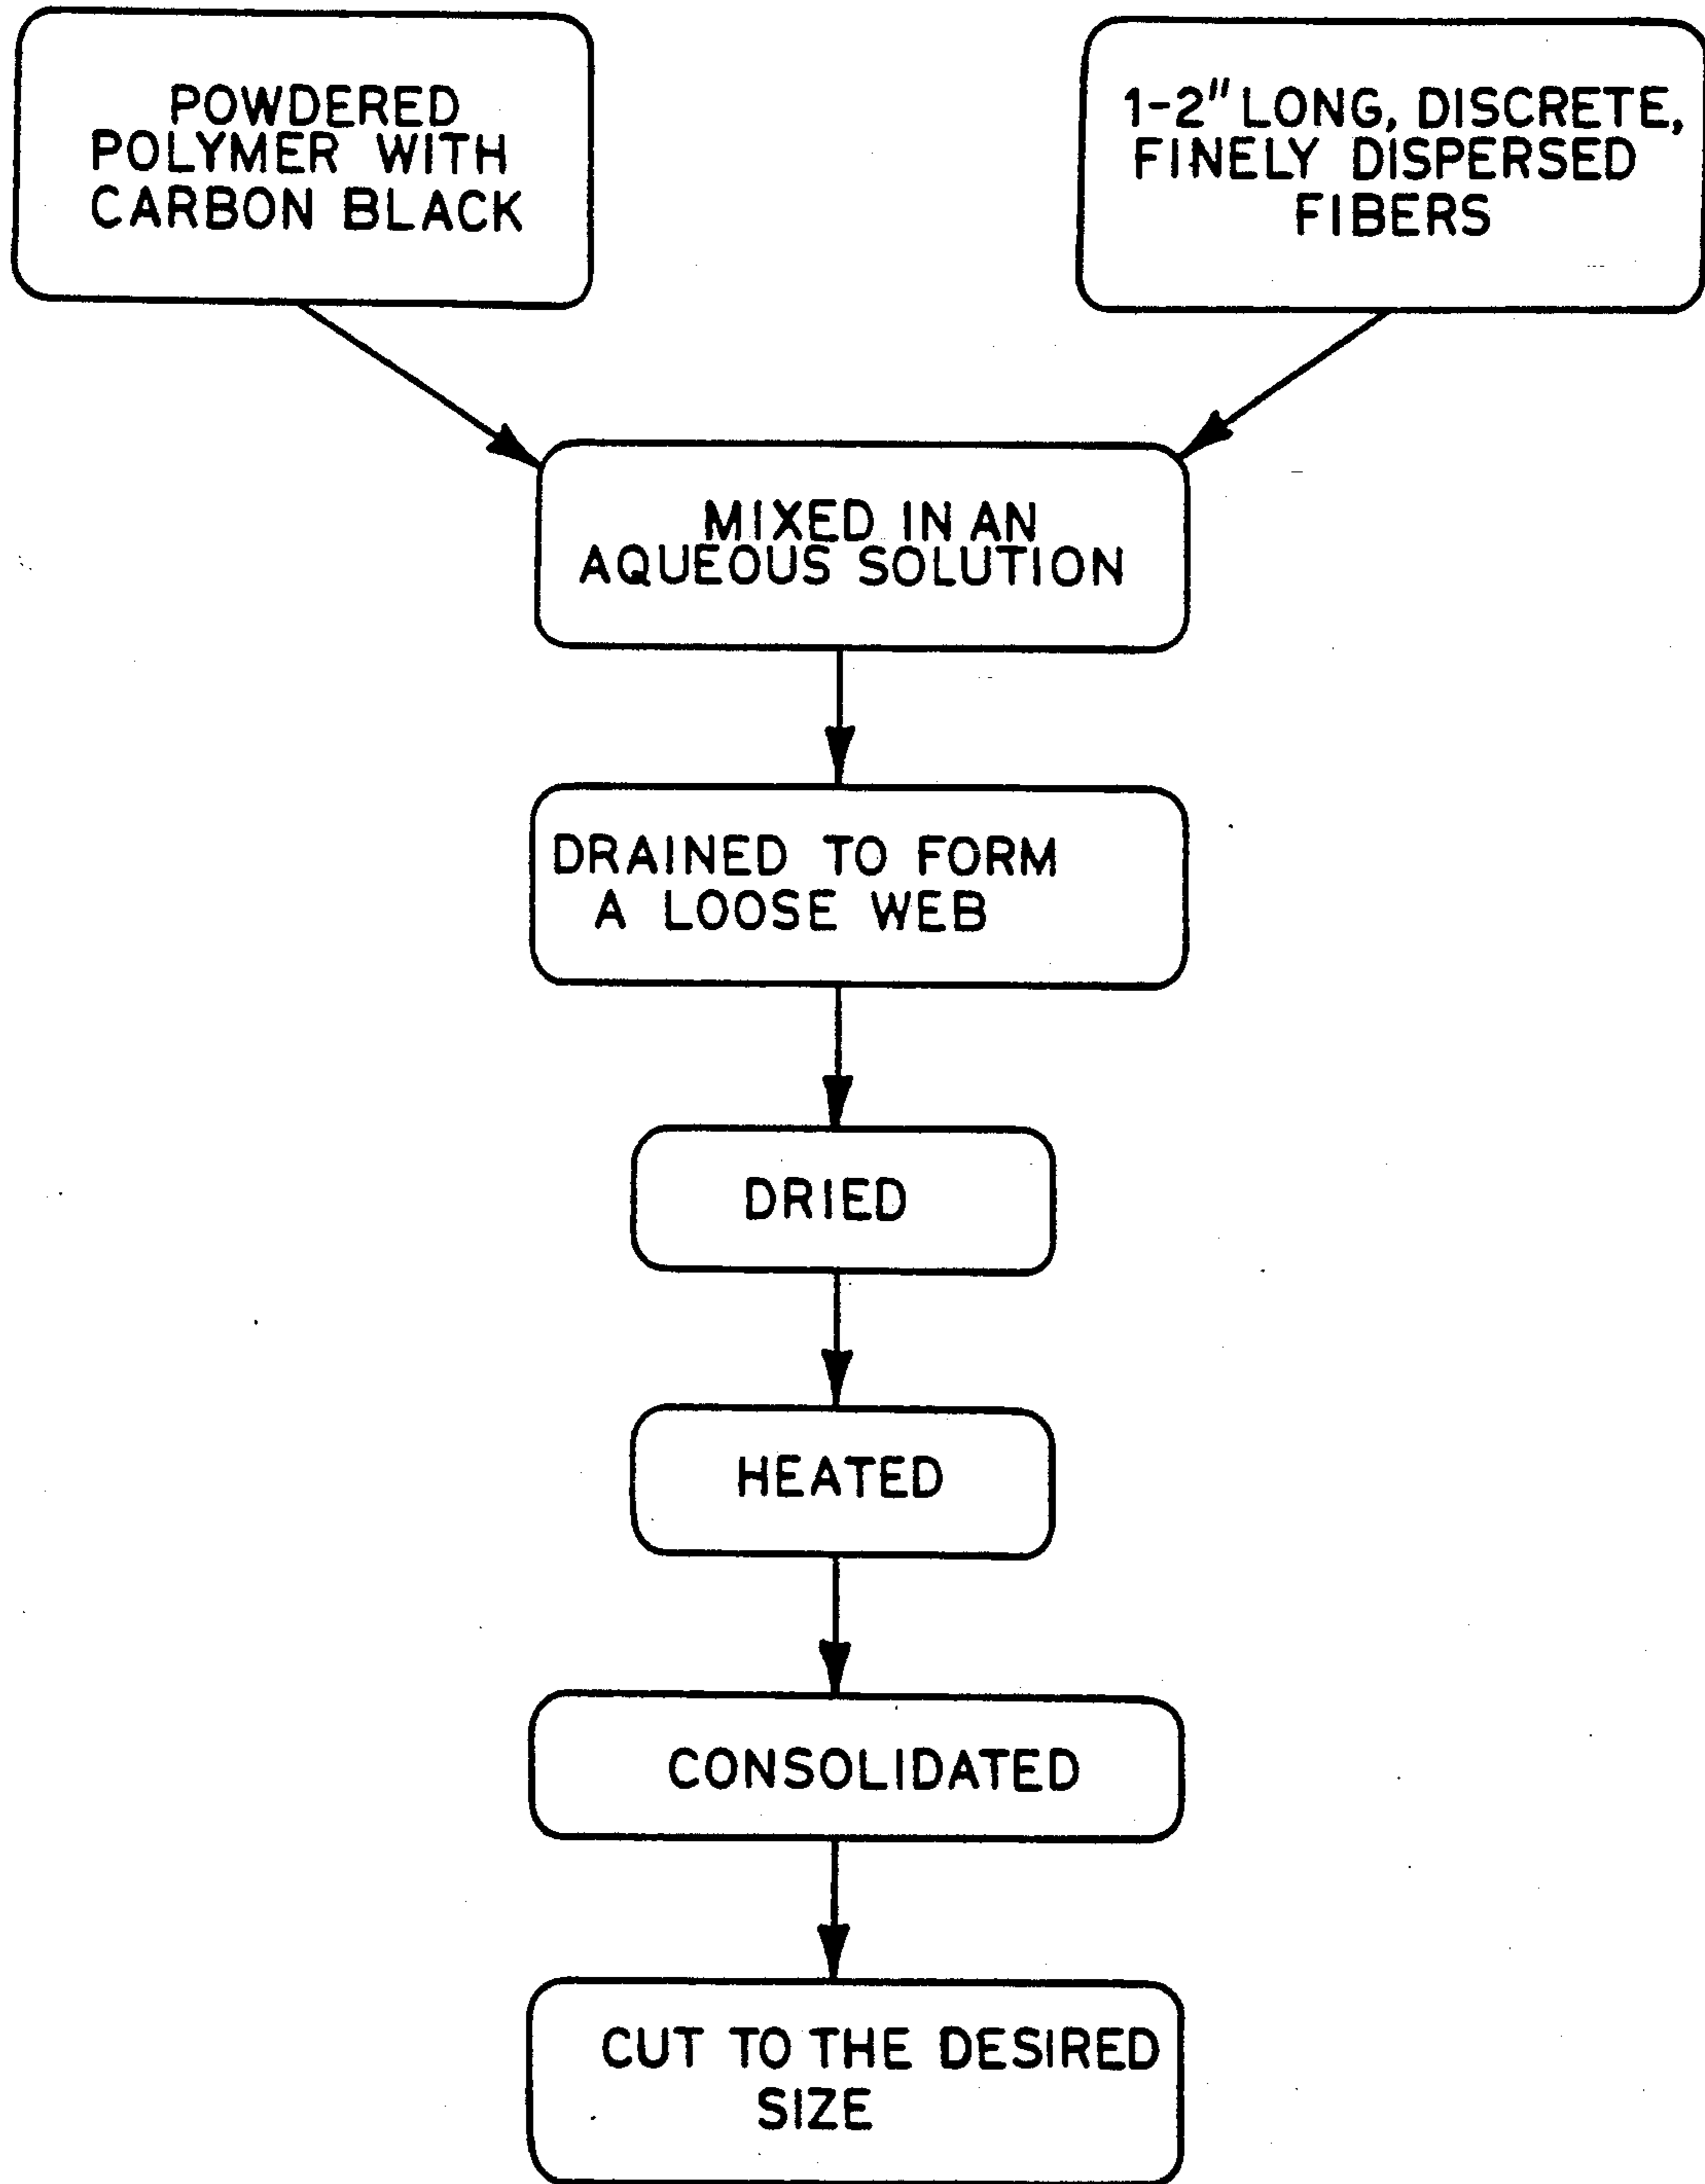 POWDERED
POLYMER WITH
CARBON BLACK
1-2" LONG, DISCRETE,
FINELY DISPERSED
FIBERS
MIXED IN AN
AQUEOUS SOLUTION
DRAINED TO FORM
A LOOSE WEB
DRIED
HEATED
CONSOLIDATED
CUT TO THE DESIRED
SIZE